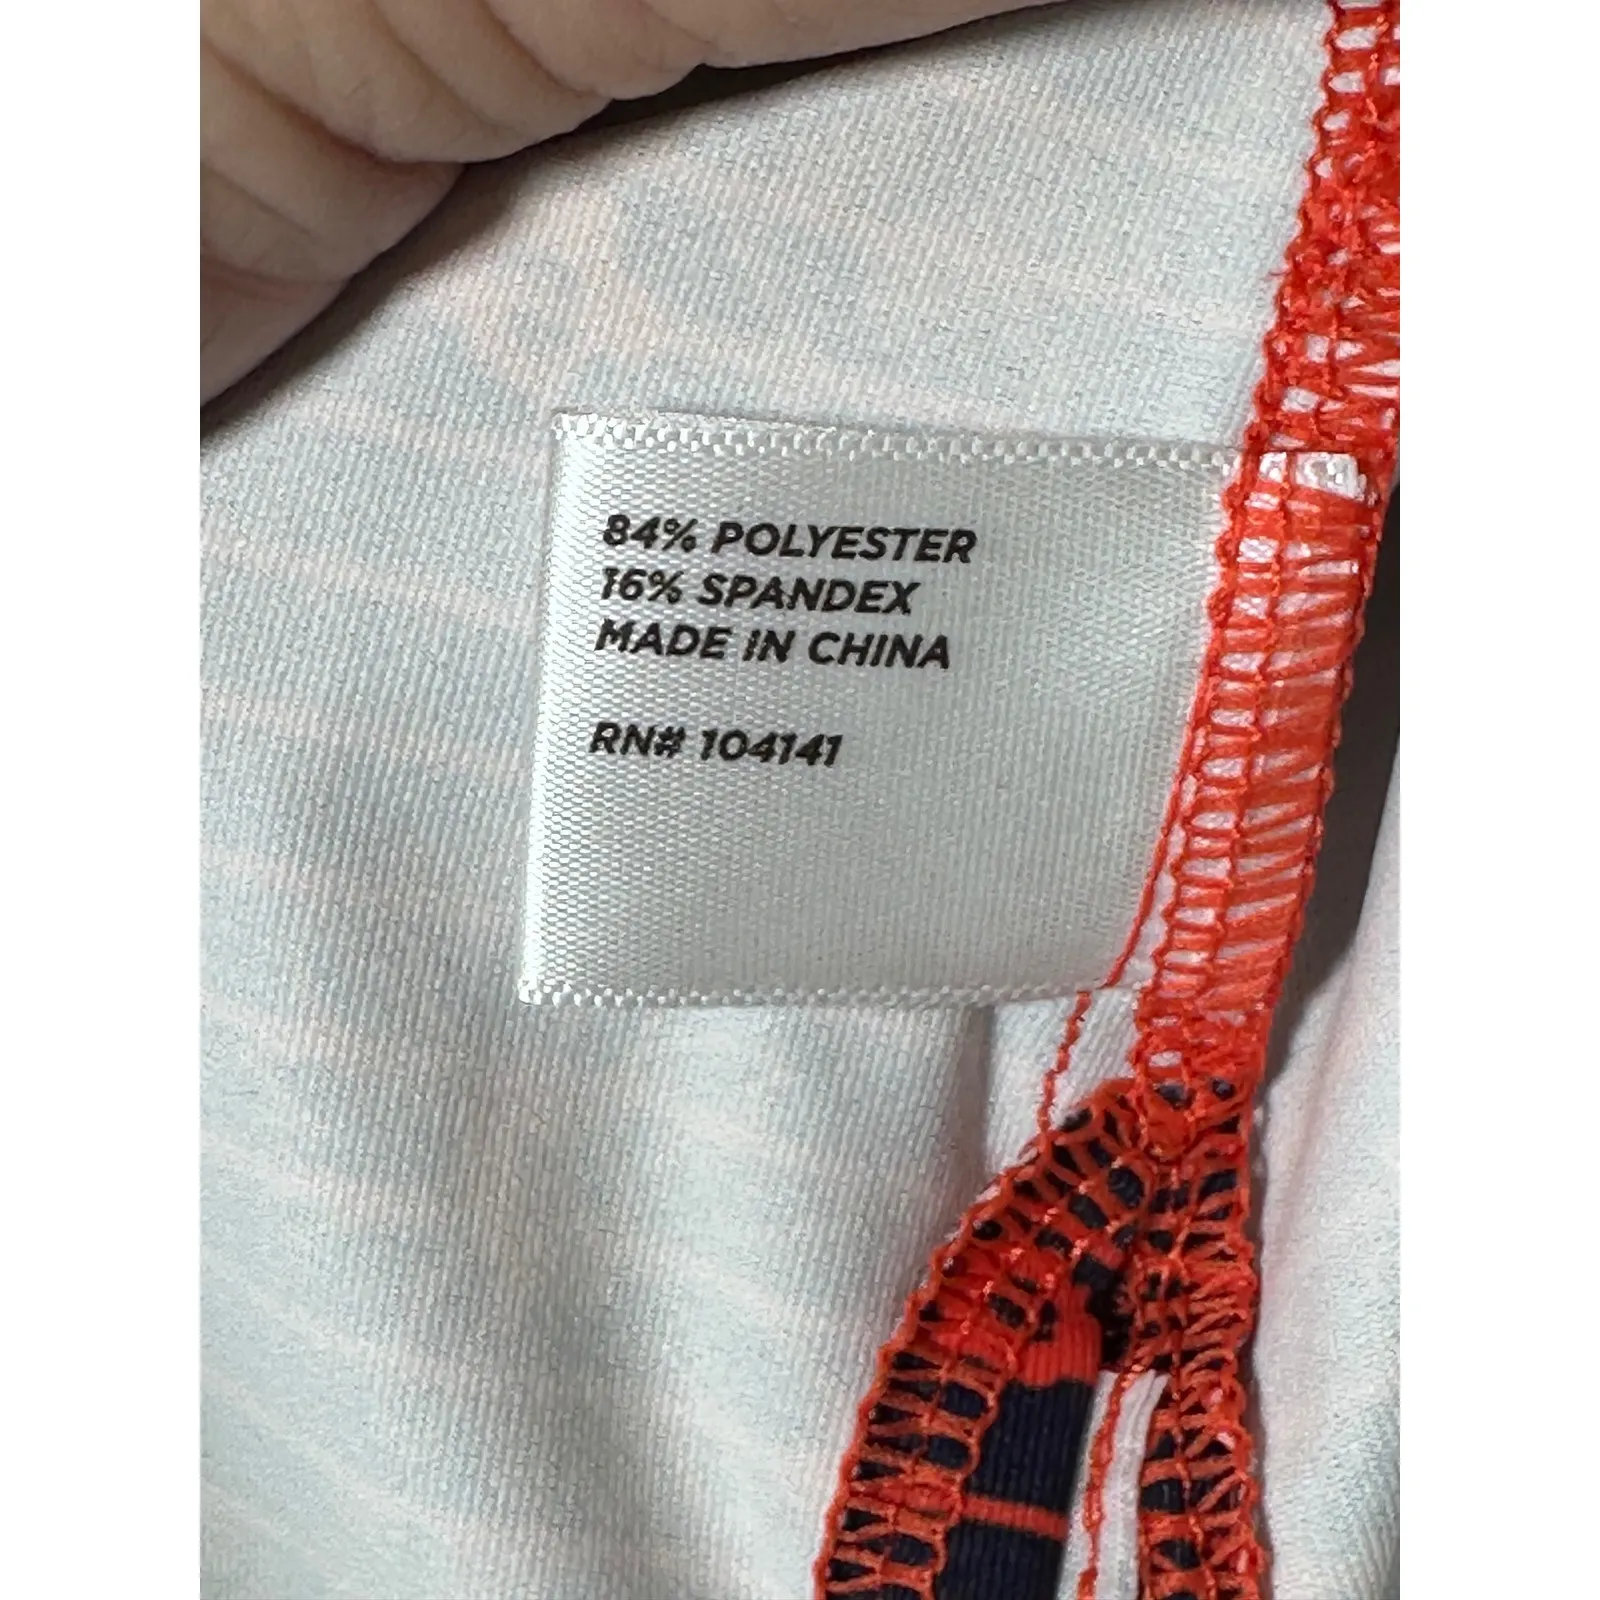 84% POLYESTER
16% SPANDEX
MADE IN CHINA
RN# 104141